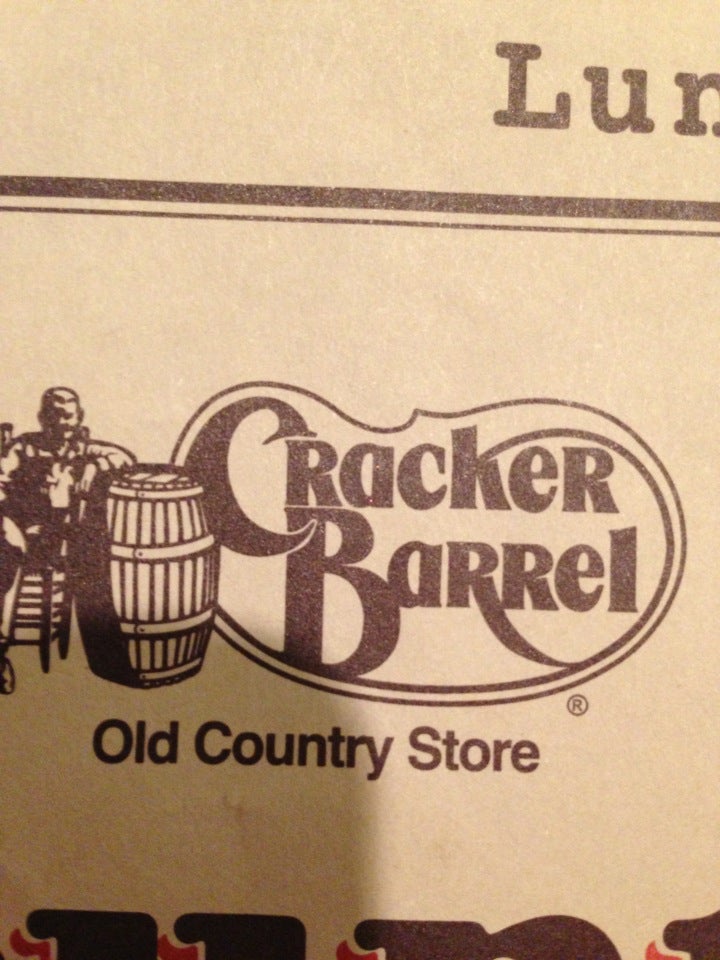 Cracker
Barrel
®
Old Country Store